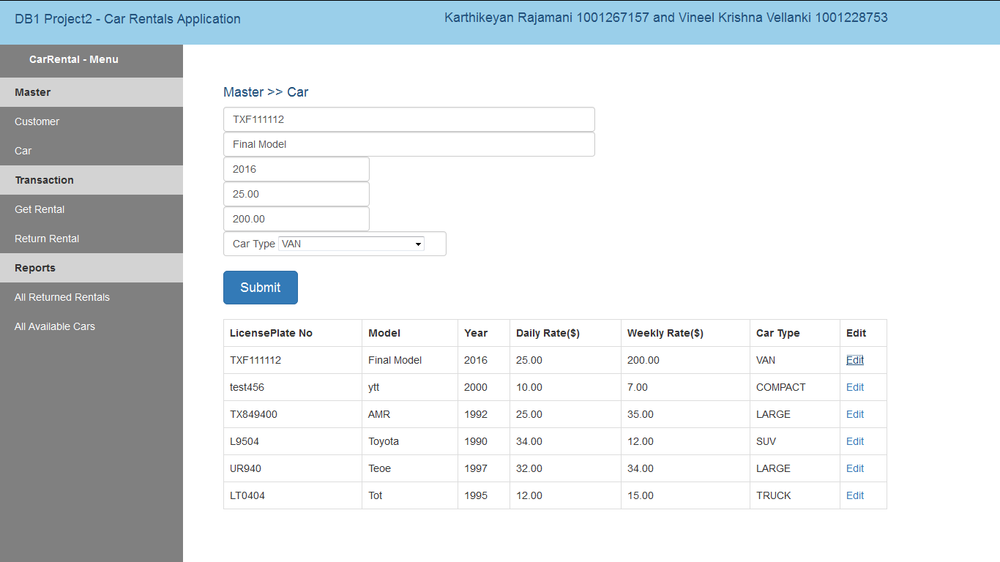 DB1 Project2 - Car Rentals Application
Karthikeyan Rajamani 1001267157 and Vineel Krishna Vellanki 1001228753
CarRental - Menu
Master
Customer
Car
Transaction
Get Rental
Return Rental
Reports
All Returned Rentals
All Available Cars
Master >> Car
TXF111112
Final Model
2016
25.00
200.00
Car Type VAN
Submit
LicensePlate No Model Year Daily Rate($) Weekly Rate($) Car Type Edit
TXF111112 Final Model 2016 25.00 200.00 VAN Edit
test456 ytt 2000 10.00 7.00 COMPACT Edit
TX849400 AMR 1992 25.00 35.00 LARGE Edit
L9504 Toyota 1990 34.00 12.00 SUV Edit
UR940 Teoe 1997 32.00 34.00 LARGE Edit
LT0404 Tot 1995 12.00 15.00 TRUCK Edit